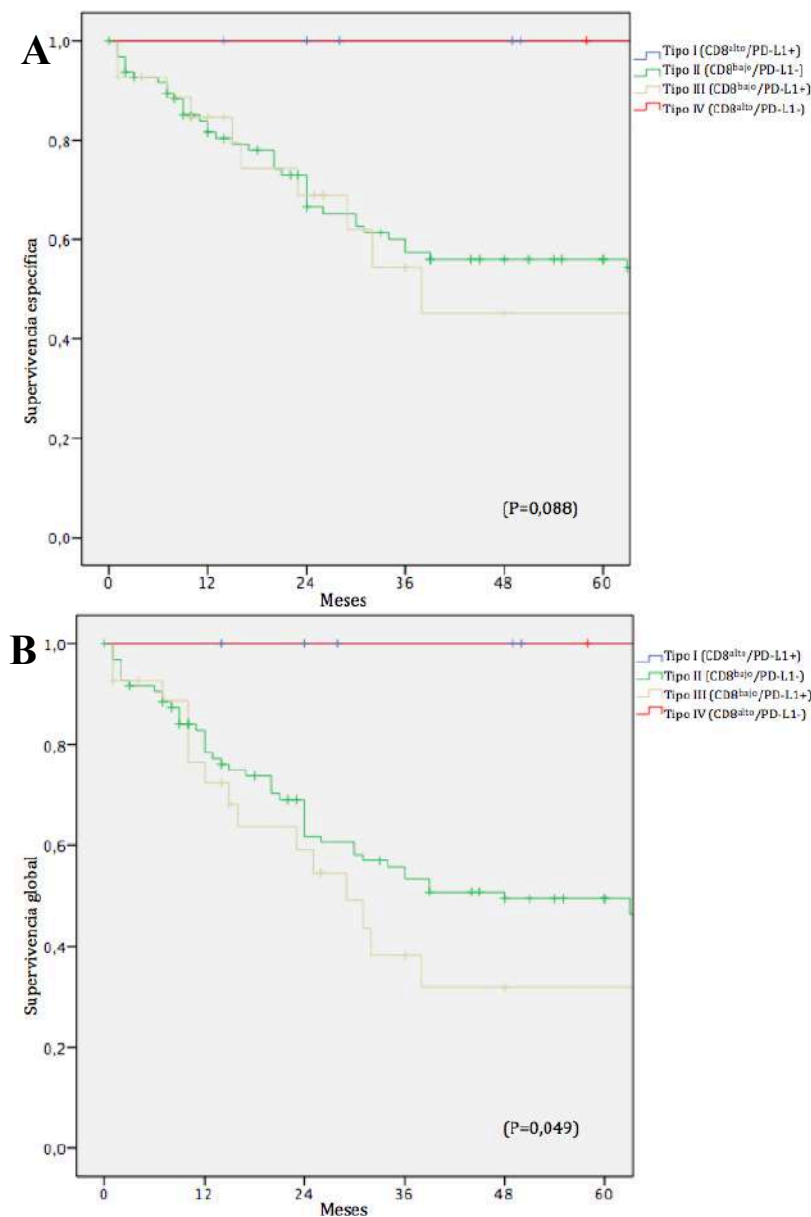 A
1,0
0,8
0,6
0,4
0,2
0,0
Supervivencia específica
0 12 24 36 48 60
Meses
(P=0,088)
Tipo I (CD8alto/PD-L1+)
Tipo II (CD8bajo/PD-L1-)
Tipo III (CD8bajo/PD-L1+)
Tipo IV (CD8alto/PD-L1-)
B
1,0
0,8
0,6
0,4
0,2
0,0
Supervivencia global
0 12 24 36 48 60
Meses
(P=0,049)
Tipo I (CD8alto/PD-L1+)
Tipo II (CD8bajo/PD-L1-)
Tipo III (CD8bajo/PD-L1+)
Tipo IV (CD8alto/PD-L1-)